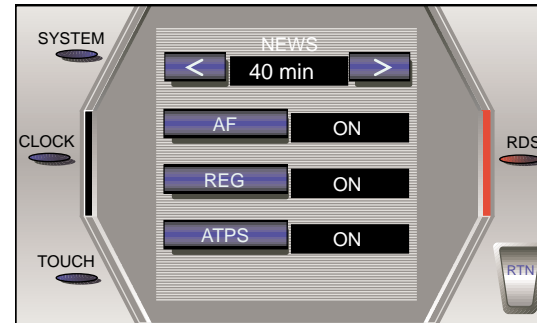 SYSTEM
NEWS
< 40 min >
CLOCK
AF ON
RDS
REG ON
ATPS ON
TOUCH
RTN